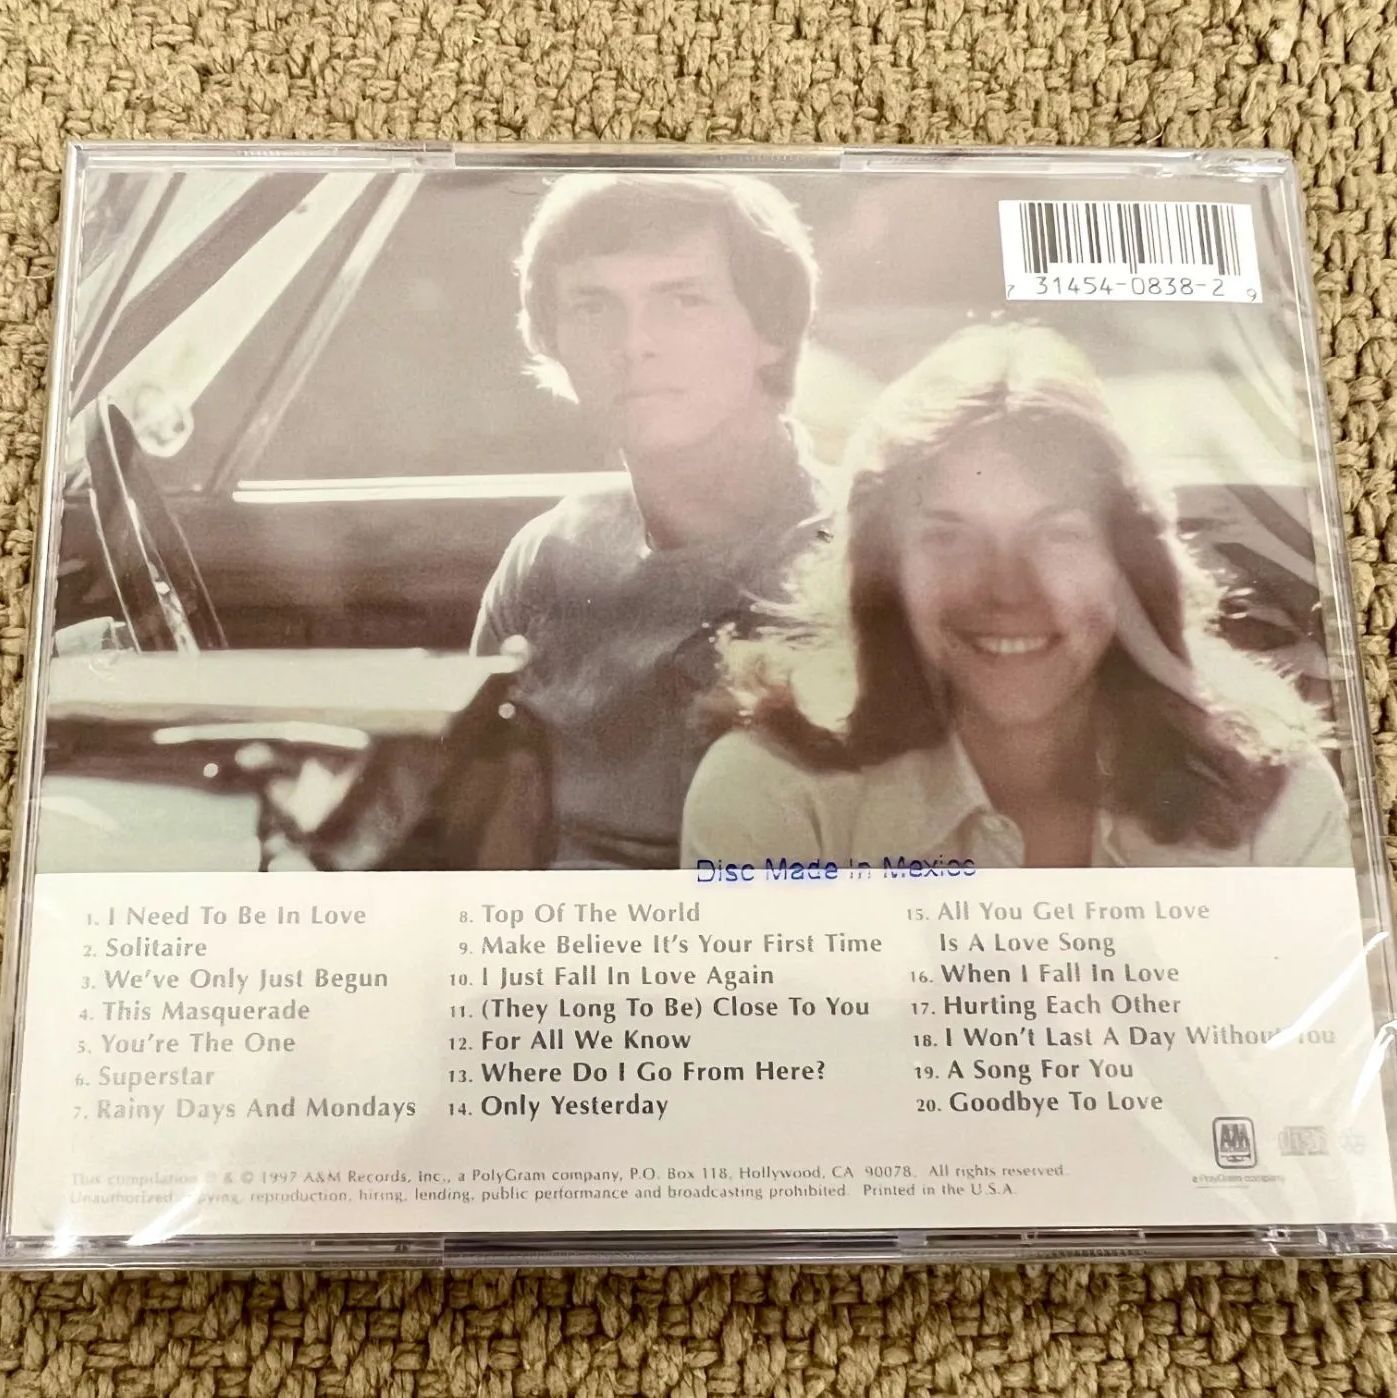 7 31454-0838-2 9
Disc Made In Mexico
1. I Need To Be In Love
2. Solitaire
3. We've Only Just Begun
4. This Masquerade
5. You're The One
6. Superstar
7. Rainy Days And Mondays
8. Top Of The World
9. Make Believe It's Your First Time
10. I Just Fall In Love Again
11. (They Long To Be) Close To You
12. For All We Know
13. Where Do I Go From Here?
14. Only Yesterday
15. All You Get From Love
Is A Love Song
16. When I Fall In Love
17. Hurting Each Other
18. I Won't Last A Day Without You
19. A Song For You
20. Goodbye To Love
A&M
a PolyGram company
This compilation ℗ & © 1997 A&M Records, Inc., a PolyGram company, P.O. Box 118, Hollywood, CA 90078. All rights reserved.
Unauthorized copying, reproduction, hiring, lending, public performance and broadcasting prohibited. Printed in the U.S.A.